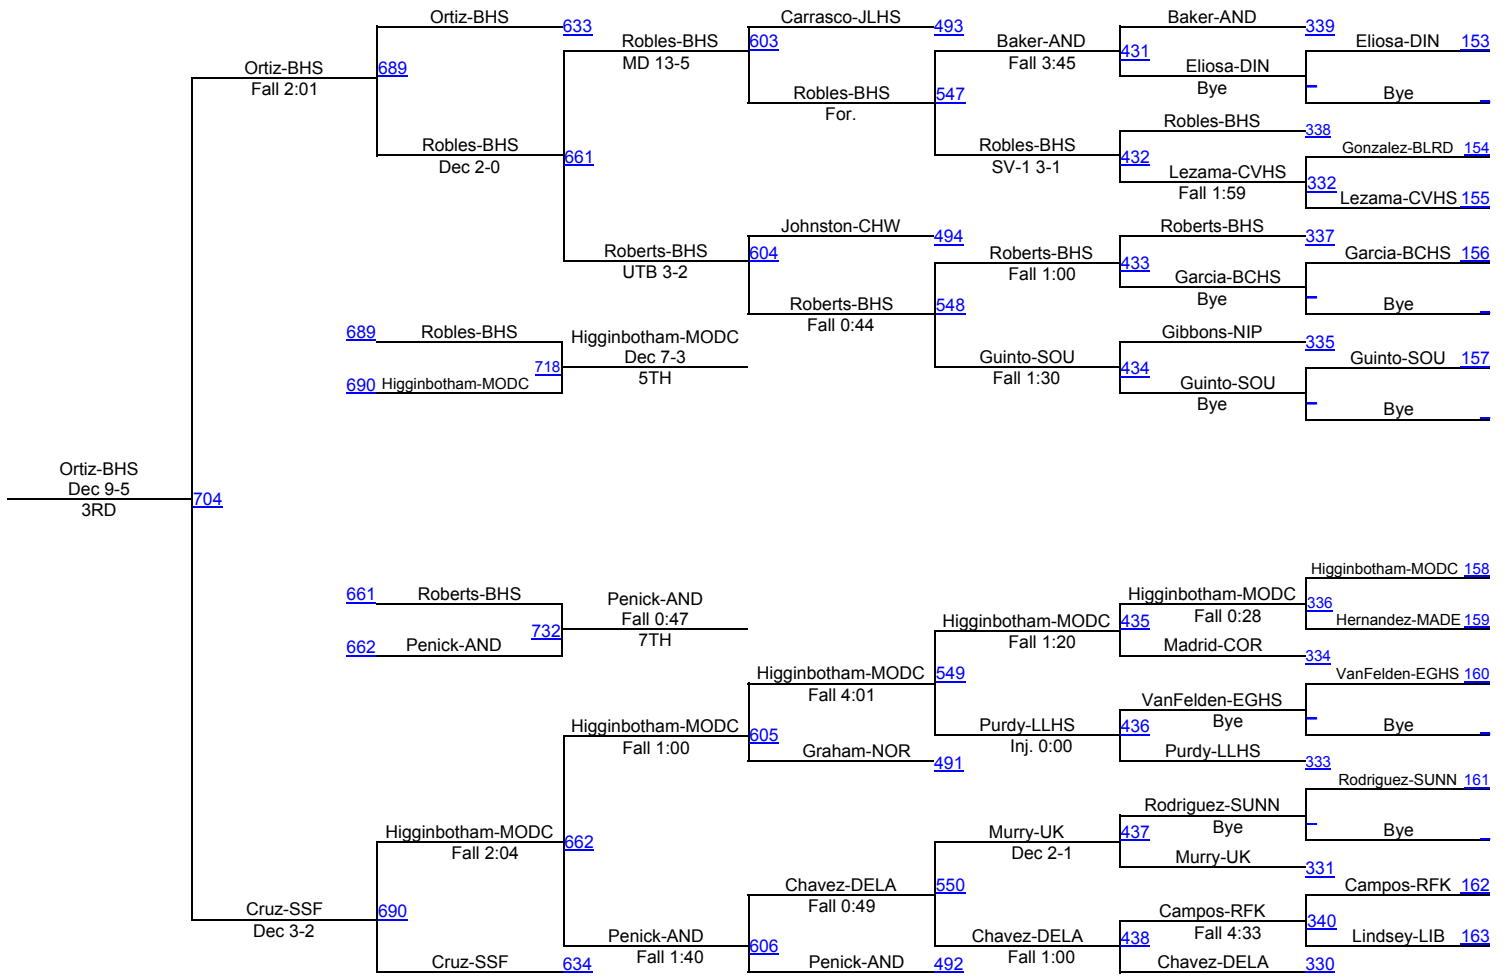 Ortiz-BHS
633
Carrasco-JLHS
493
Baker-AND
339
Robles-BHS
603
Baker-AND
431
Eliosa-DIN
153
Ortiz-BHS
689
MD 13-5
Fall 3:45
Eliosa-DIN
Fall 2:01
Robles-BHS
547
Bye
Bye
For.
Robles-BHS
338
Robles-BHS
661
Robles-BHS
432
Gonzalez-BLRD
154
Dec 2-0
SV-1 3-1
Lezama-CVHS
332
Fall 1:59
Lezama-CVHS
155
Johnston-CHW
494
Roberts-BHS
337
Roberts-BHS
604
Roberts-BHS
433
Garcia-BCHS
156
UTB 3-2
Fall 1:00
Garcia-BCHS
Roberts-BHS
548
Bye
Bye
Fall 0:44
689
Robles-BHS
Higginbotham-MODC
Gibbons-NIP
335
Dec 7-3
Guinto-SOU
434
Guinto-SOU
157
718
5TH
Fall 1:30
690
Higginbotham-MODC
Guinto-SOU
Bye
Bye
Ortiz-BHS
Dec 9-5
704
3RD
Higginbotham-MODC
158
661
Roberts-BHS
Penick-AND
Higginbotham-MODC
336
Fall 0:47
Higginbotham-MODC
435
Fall 0:28
Hernandez-MADE
159
732
7TH
Fall 1:20
662
Penick-AND
Madrid-COR
334
Higginbotham-MODC
549
VanFelden-EGHS
160
Fall 4:01
VanFelden-EGHS
Higginbotham-MODC
605
Purdy-LLHS
436
Bye
Bye
Fall 1:00
Inj. 0:00
Graham-NOR
491
Purdy-LLHS
333
Rodriguez-SUNN
161
Rodriguez-SUNN
Higginbotham-MODC
662
Murry-UK
437
Bye
Bye
Fall 2:04
Dec 2-1
Murry-UK
331
Chavez-DELA
550
Campos-RFK
162
Fall 0:49
Cruz-SSF
690
Campos-RFK
340
Dec 3-2
Fall 4:33
Penick-AND
606
Chavez-DELA
438
Lindsey-LIB
163
Fall 1:40
Fall 1:00
Cruz-SSF
634
Penick-AND
492
Chavez-DELA
330